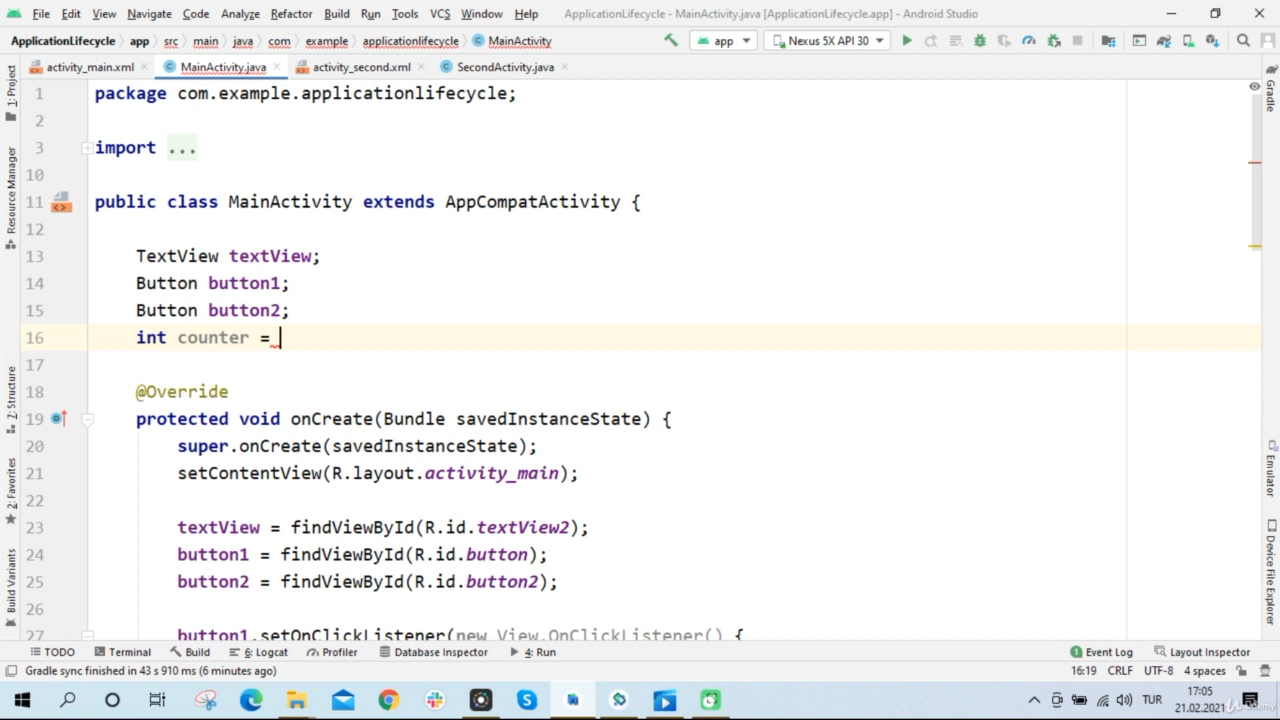 File Edit View Navigate Code Analyze Refactor Build Run Tools VCS Window Help ApplicationLifecycle - MainActivity.java [ApplicationLifecycle.app] - Android Studio
ApplicationLifecycle app src main java com example applicationlifecycle MainActivity app Nexus 5X API 30
activity_main.xml MainActivity.java activity_second.xml SecondActivity.java
1: Project
Resource Manager
Z: Structure
2: Favorites
Build Variants
Gradle
Emulator
Device File Explorer
1 package com.example.applicationlifecycle;
2
3 import ...
10
11 public class MainActivity extends AppCompatActivity {
12
13 TextView textView;
14 Button button1;
15 Button button2;
16 int counter =
17
18 @Override
19 protected void onCreate(Bundle savedInstanceState) {
20 super.onCreate(savedInstanceState);
21 setContentView(R.layout.activity_main);
22
23 textView = findViewById(R.id.textView2);
24 button1 = findViewById(R.id.button);
25 button2 = findViewById(R.id.button2);
26
27 button1.setOnClickListener(new View.OnClickListener() {
TODO Terminal Build 6: Logcat Profiler Database Inspector 4: Run 1 Event Log Layout Inspector
Gradle sync finished in 43 s 910 ms (6 minutes ago) 16:19 CRLF UTF-8 4 spaces
TUR 17:05
21.02.2021
Udemy